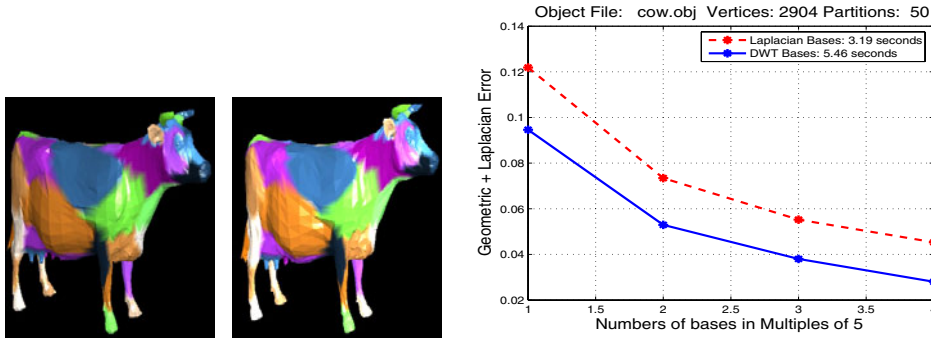 Object File: cow.obj Vertices: 2904 Partitions: 50
Laplacian Bases: 3.19 seconds
DWT Bases: 5.46 seconds
Geometric + Laplacian Error
0.14
0.12
0.1
0.08
0.06
0.04
0.02
1 1.5 2 2.5 3 3.5 4
Numbers of bases in Multiples of 5